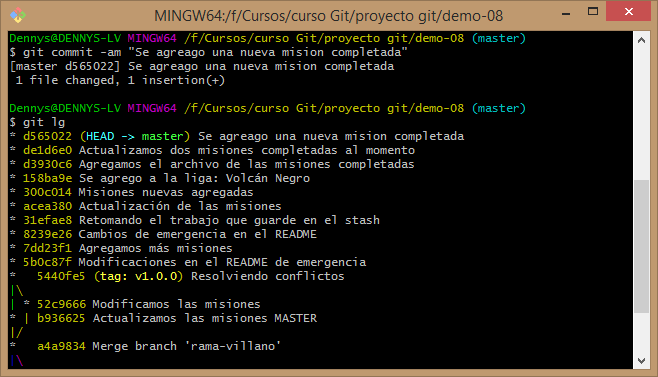 MINGW64:/f/Cursos/curso Git/proyecto git/demo-08
Dennys@DENNYS-LV MINGW64 /f/Cursos/curso Git/proyecto git/demo-08 (master)
$ git commit -am "Se agreago una nueva mision completada"
[master d565022] Se agreago una nueva mision completada
 1 file changed, 1 insertion(+)

Dennys@DENNYS-LV MINGW64 /f/Cursos/curso Git/proyecto git/demo-08 (master)
$ git lg
* d565022 (HEAD -> master) Se agreago una nueva mision completada
* de1d6e0 Actualizamos dos misiones completadas al momento
* d3930c6 Agregamos el archivo de las misiones completadas
* 158ba9e Se agrego a la liga: Volcán Negro
* 300c014 Misiones nuevas agregadas
* acea380 Actualización de las misiones
* 31efae8 Retomando el trabajo que guarde en el stash
* 8239e26 Cambios de emergencia en el README
* 7dd23f1 Agregamos más misiones
* 5b0c87f Modificaciones en el README de emergencia
*   5440fe5 (tag: v1.0.0) Resolviendo conflictos
|\
| * 52c9666 Modificamos las misiones
* | b936625 Actualizamos las misiones MASTER
|/
*   a4a9834 Merge branch 'rama-villano'
|\